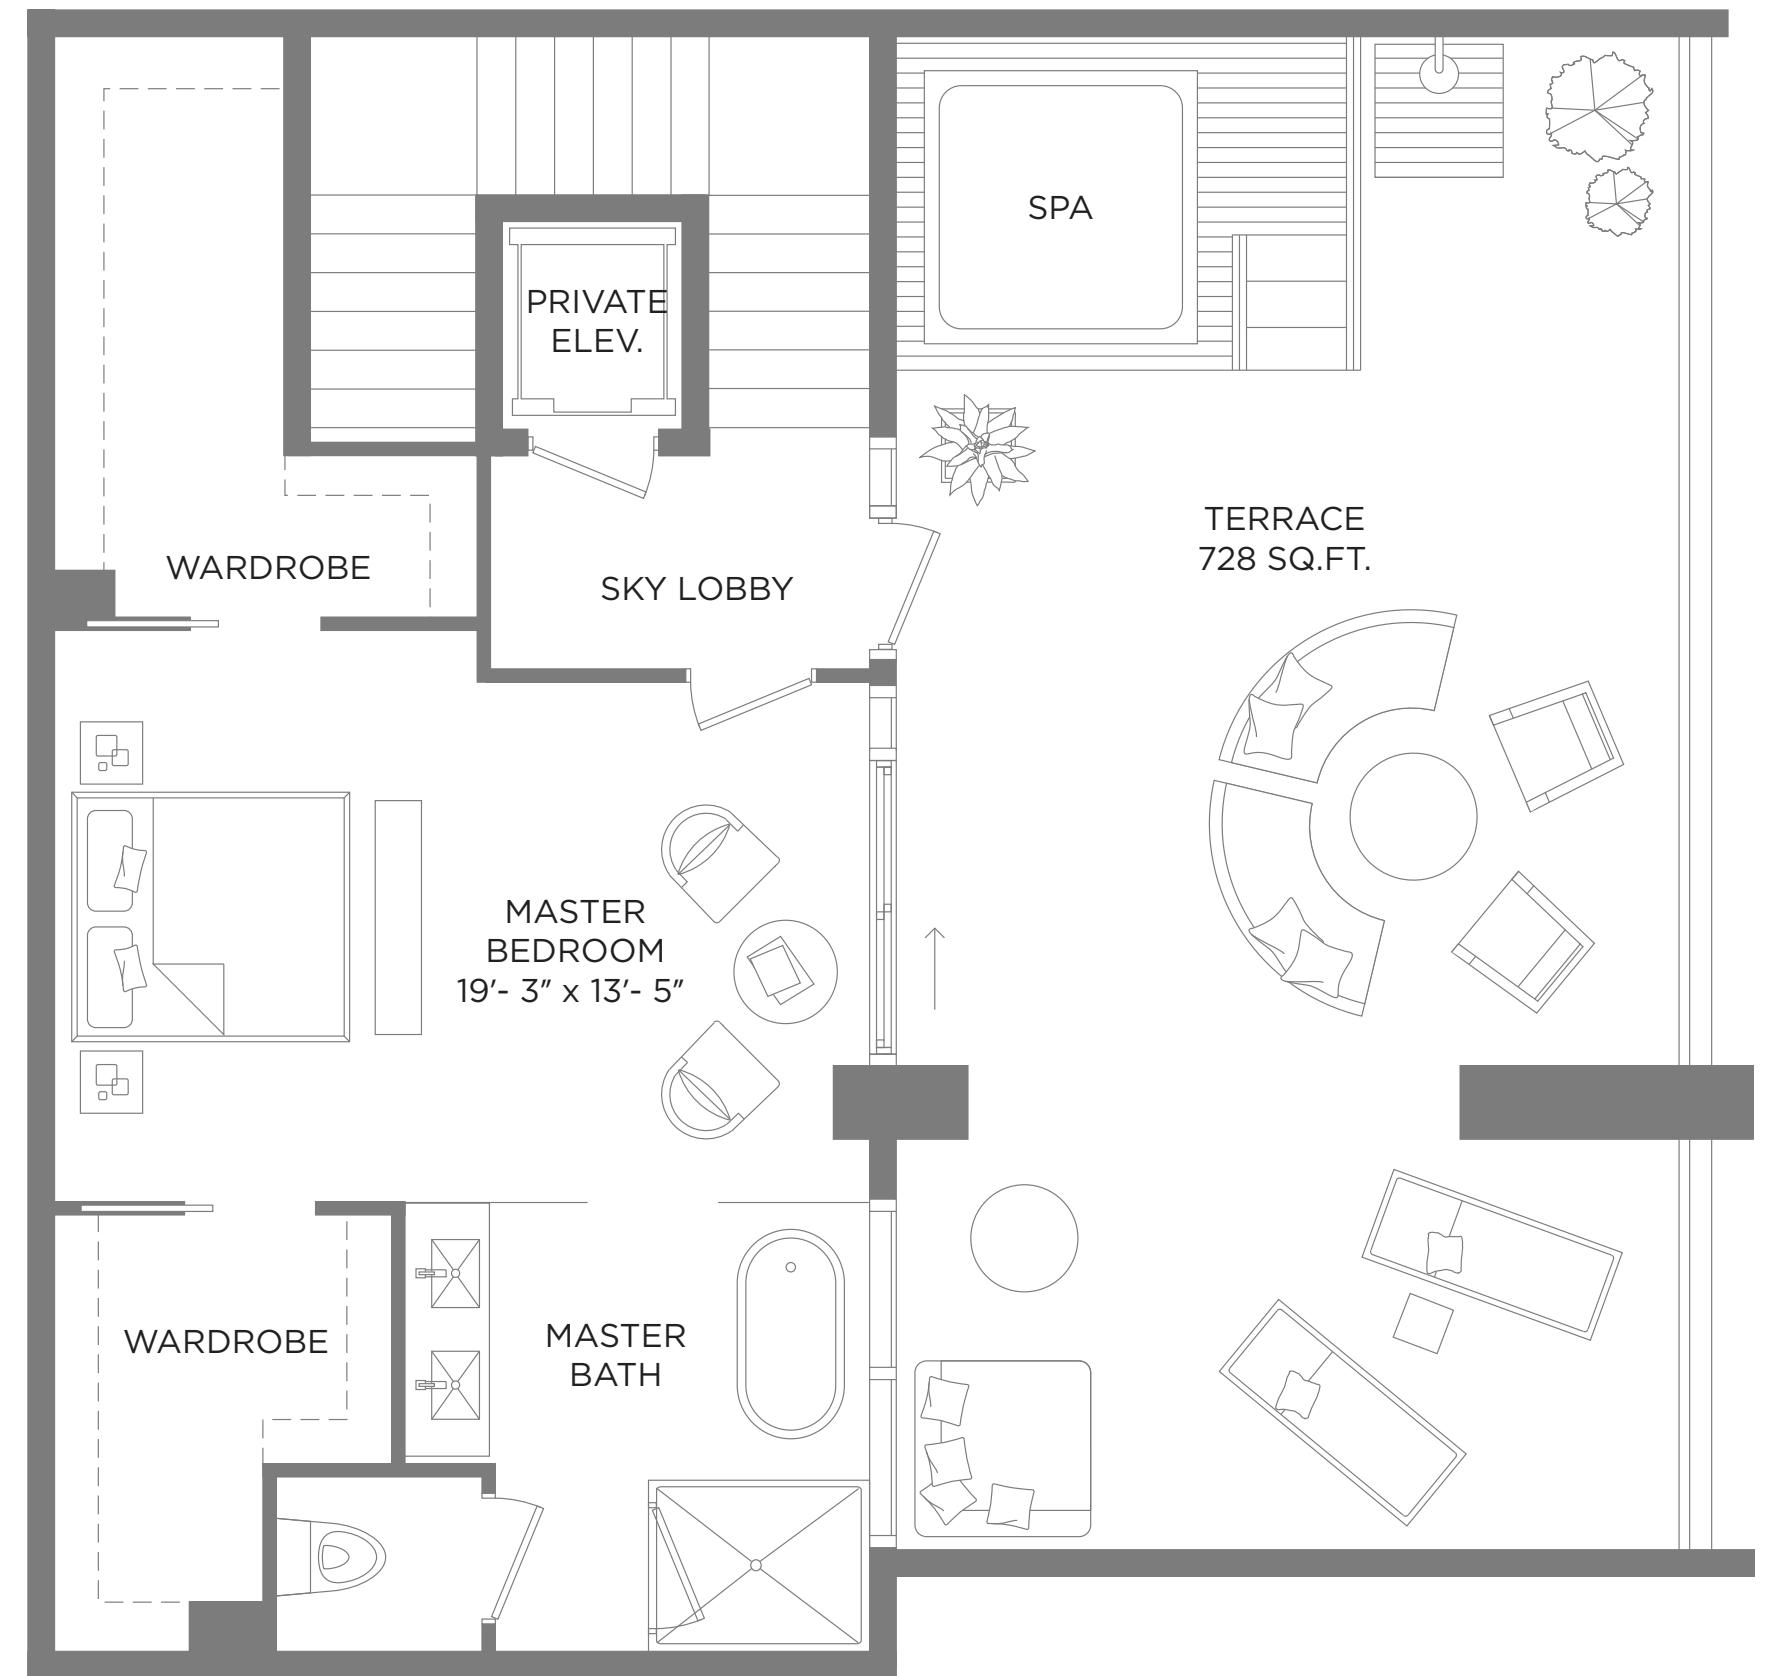 SPA
PRIVATE
ELEV.
TERRACE
728 SQ.FT.
WARDROBE
SKY LOBBY
MASTER
BEDROOM
19′- 3″ x 13′- 5″
WARDROBE
MASTER
BATH